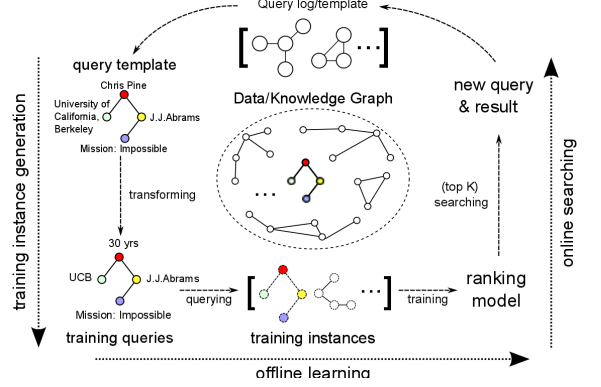 Query log/template
[ ... ]
query template
Chris Pine
University of
Califonia,
Berkeley
J.J.Abrams
Mission: Impossible
Data/Knowledge Graph
new query
& result
training instance generation
transforming
...
(top K)
searching
online searching
30 yrs
UCB
J.J.Abrams
Mission: Impossible
training queries
querying
[ ... ]
training instances
training
ranking
model
offline learning